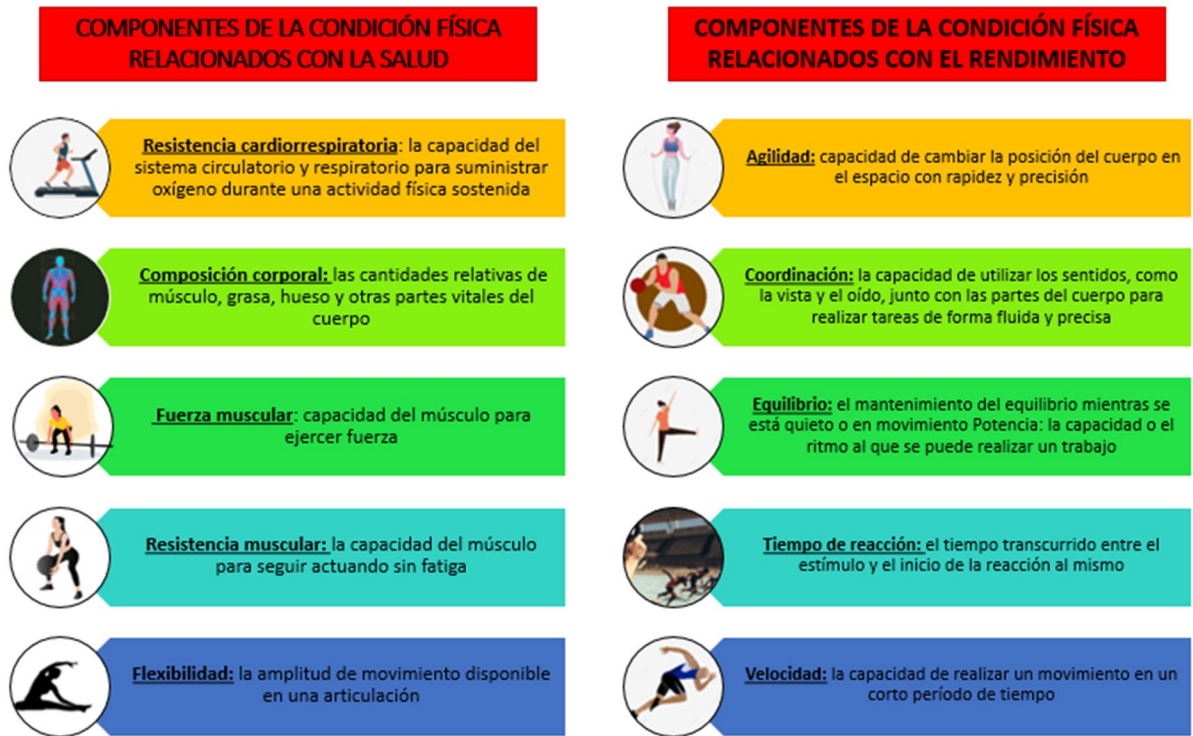 COMPONENTES DE LA CONDICIÓN FÍSICA
RELACIONADOS CON LA SALUD
Resistencia cardiorrespiratoria: la capacidad del
sistema circulatorio y respiratorio para suministrar
oxígeno durante una actividad física sostenida
Composición corporal: las cantidades relativas de
músculo, grasa, hueso y otras partes vitales del
cuerpo
Fuerza muscular: capacidad del músculo para
ejercer fuerza
Resistencia muscular: la capacidad del músculo
para seguir actuando sin fatiga
Flexibilidad: la amplitud de movimiento disponible
en una articulación
COMPONENTES DE LA CONDICIÓN FÍSICA
RELACIONADOS CON EL RENDIMIENTO
Agilidad: capacidad de cambiar la posición del cuerpo en
el espacio con rapidez y precisión
Coordinación: la capacidad de utilizar los sentidos, como
la vista y el oído, junto con las partes del cuerpo para
realizar tareas de forma fluida y precisa
Equilibrio: el mantenimiento del equilibrio mientras se
está quieto o en movimiento Potencia: la capacidad o el
ritmo al que se puede realizar un trabajo
Tiempo de reacción: el tiempo transcurrido entre el
estímulo y el inicio de la reacción al mismo
Velocidad: la capacidad de realizar un movimiento en un
corto período de tiempo